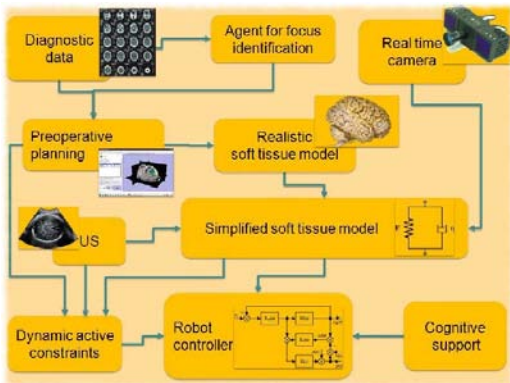 Diagnostic
data
Agent for focus
identification
Real time
camera
Preoperative
planning
Realistic
soft tissue model
US
Simplified soft tissue model
Dynamic active
constraints
Robot
controller
Cognitive
support